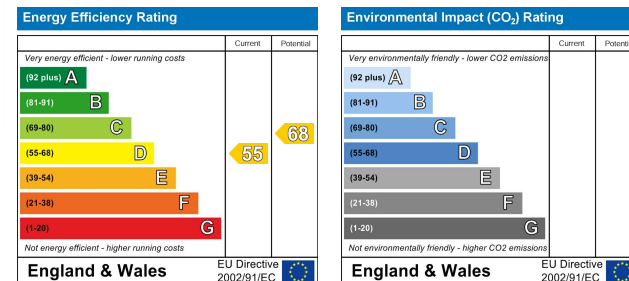 Energy Efficiency Rating
Current Potential
Very energy efficient - lower running costs
(92 plus) A
(81-91) B
(69-80) C
68
(55-68) D
55
(39-54) E
(21-38) F
(1-20) G
Not energy efficient - higher running costs
England & Wales
EU Directive
2002/91/EC
Environmental Impact (CO₂) Rating
Current Potential
Very environmentally friendly - lower CO2 emissions
(92 plus) A
(81-91) B
(69-80) C
(55-68) D
(39-54) E
(21-38) F
(1-20) G
Not environmentally friendly - higher CO2 emissions
England & Wales
EU Directive
2002/91/EC